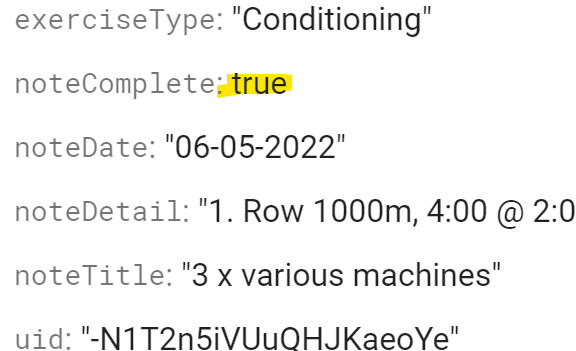 exerciseType: "Conditioning"
noteComplete: true
noteDate: "06-05-2022"
noteDetail: "1. Row 1000m, 4:00 @ 2:0
noteTitle: "3 x various machines"
uid: "-N1T2n5iVUuQHJKaeoYe"